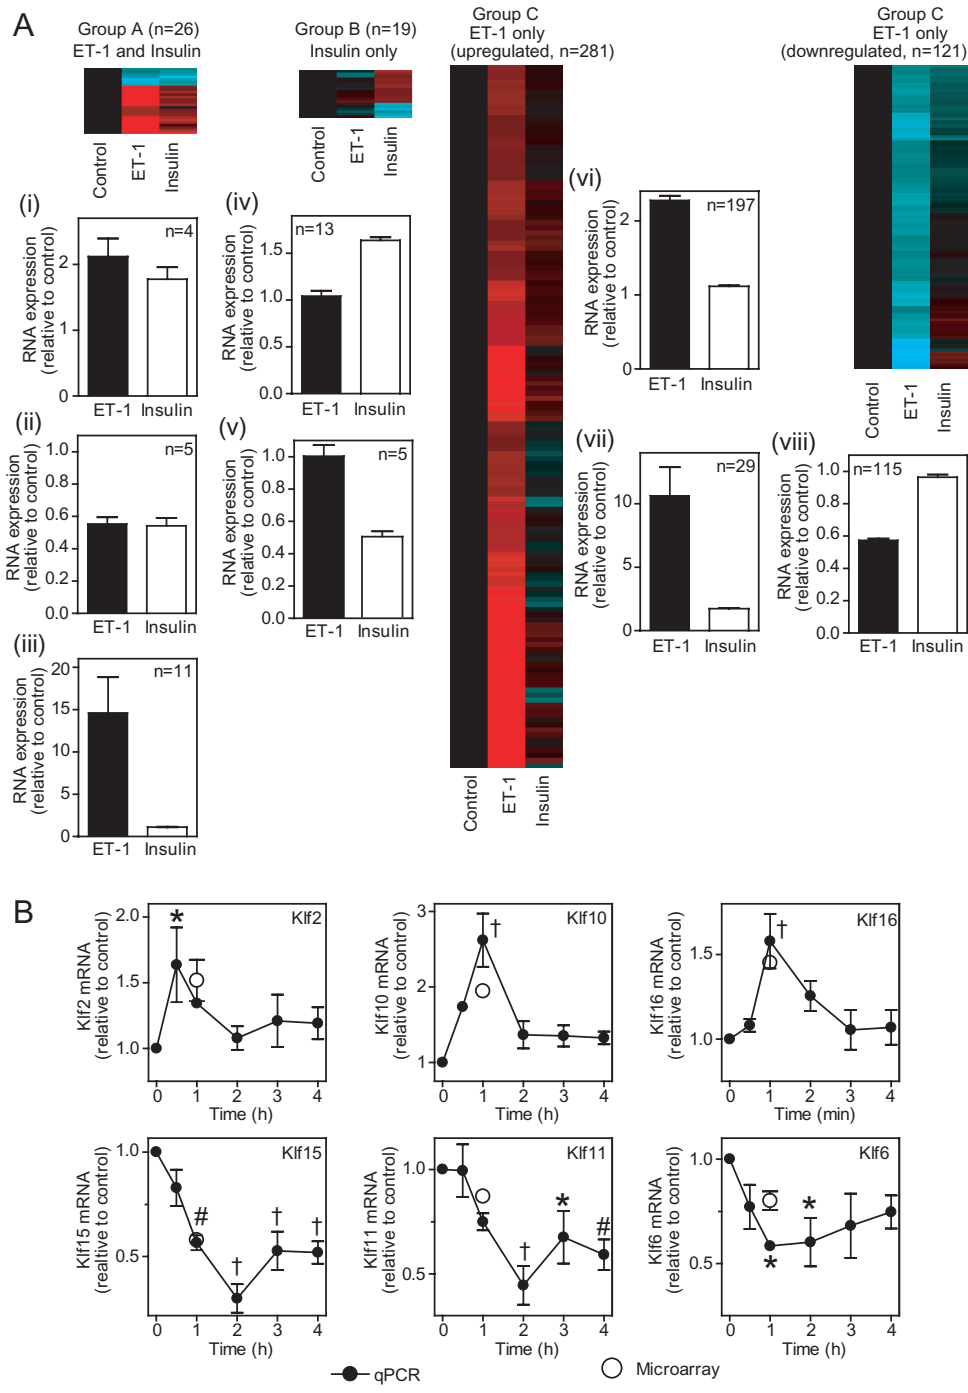 A
Group A (n=26)
ET-1 and Insulin
Control
ET-1
Insulin
Group B (n=19)
Insulin only
Control
ET-1
Insulin
Group C
ET-1 only
(upregulated, n=281)
Control
ET-1
Insulin
Group C
ET-1 only
(downregulated, n=121)
Control
ET-1
Insulin
(i)
RNA expression
(relative to control)
n=4
2
1
0
ET-1 Insulin
(ii)
RNA expression
(relative to control)
n=5
1.0
0.8
0.6
0.4
0.2
0.0
ET-1 Insulin
(iii)
RNA expression
(relative to control)
n=11
20
15
10
5
0
ET-1 Insulin
(iv)
n=13
1.5
1.0
0.5
0.0
ET-1 Insulin
(v)
n=5
1.0
0.8
0.6
0.4
0.2
0.0
ET-1 Insulin
(vi)
RNA expression
(relative to control)
n=197
2
1
0
ET-1 Insulin
(vii)
RNA expression
(relative to control)
n=29
10
5
0
ET-1 Insulin
(viii)
RNA expression
(relative to control)
n=115
1.0
0.8
0.6
0.4
0.2
0.0
ET-1 Insulin
B
Klf2 mRNA
(relative to control)
Klf2
2.0
1.5
1.0
*
0 1 2 3 4
Time (h)
Klf10 mRNA
(relative to control)
Klf10
3
2
1
†
0 1 2 3 4
Time (h)
Klf16 mRNA
(relative to control)
Klf16
1.5
1.0
†
0 1 2 3 4
Time (min)
Klf15 mRNA
(relative to control)
Klf15
1.0
0.5
# † † †
0 1 2 3 4
Time (h)
Klf11 mRNA
(relative to control)
Klf11
1.0
0.5
† * #
0 1 2 3 4
Time (h)
Klf6 mRNA
(relative to control)
Klf6
1.0
0.5
* *
0 1 2 3 4
Time (h)
qPCR
Microarray